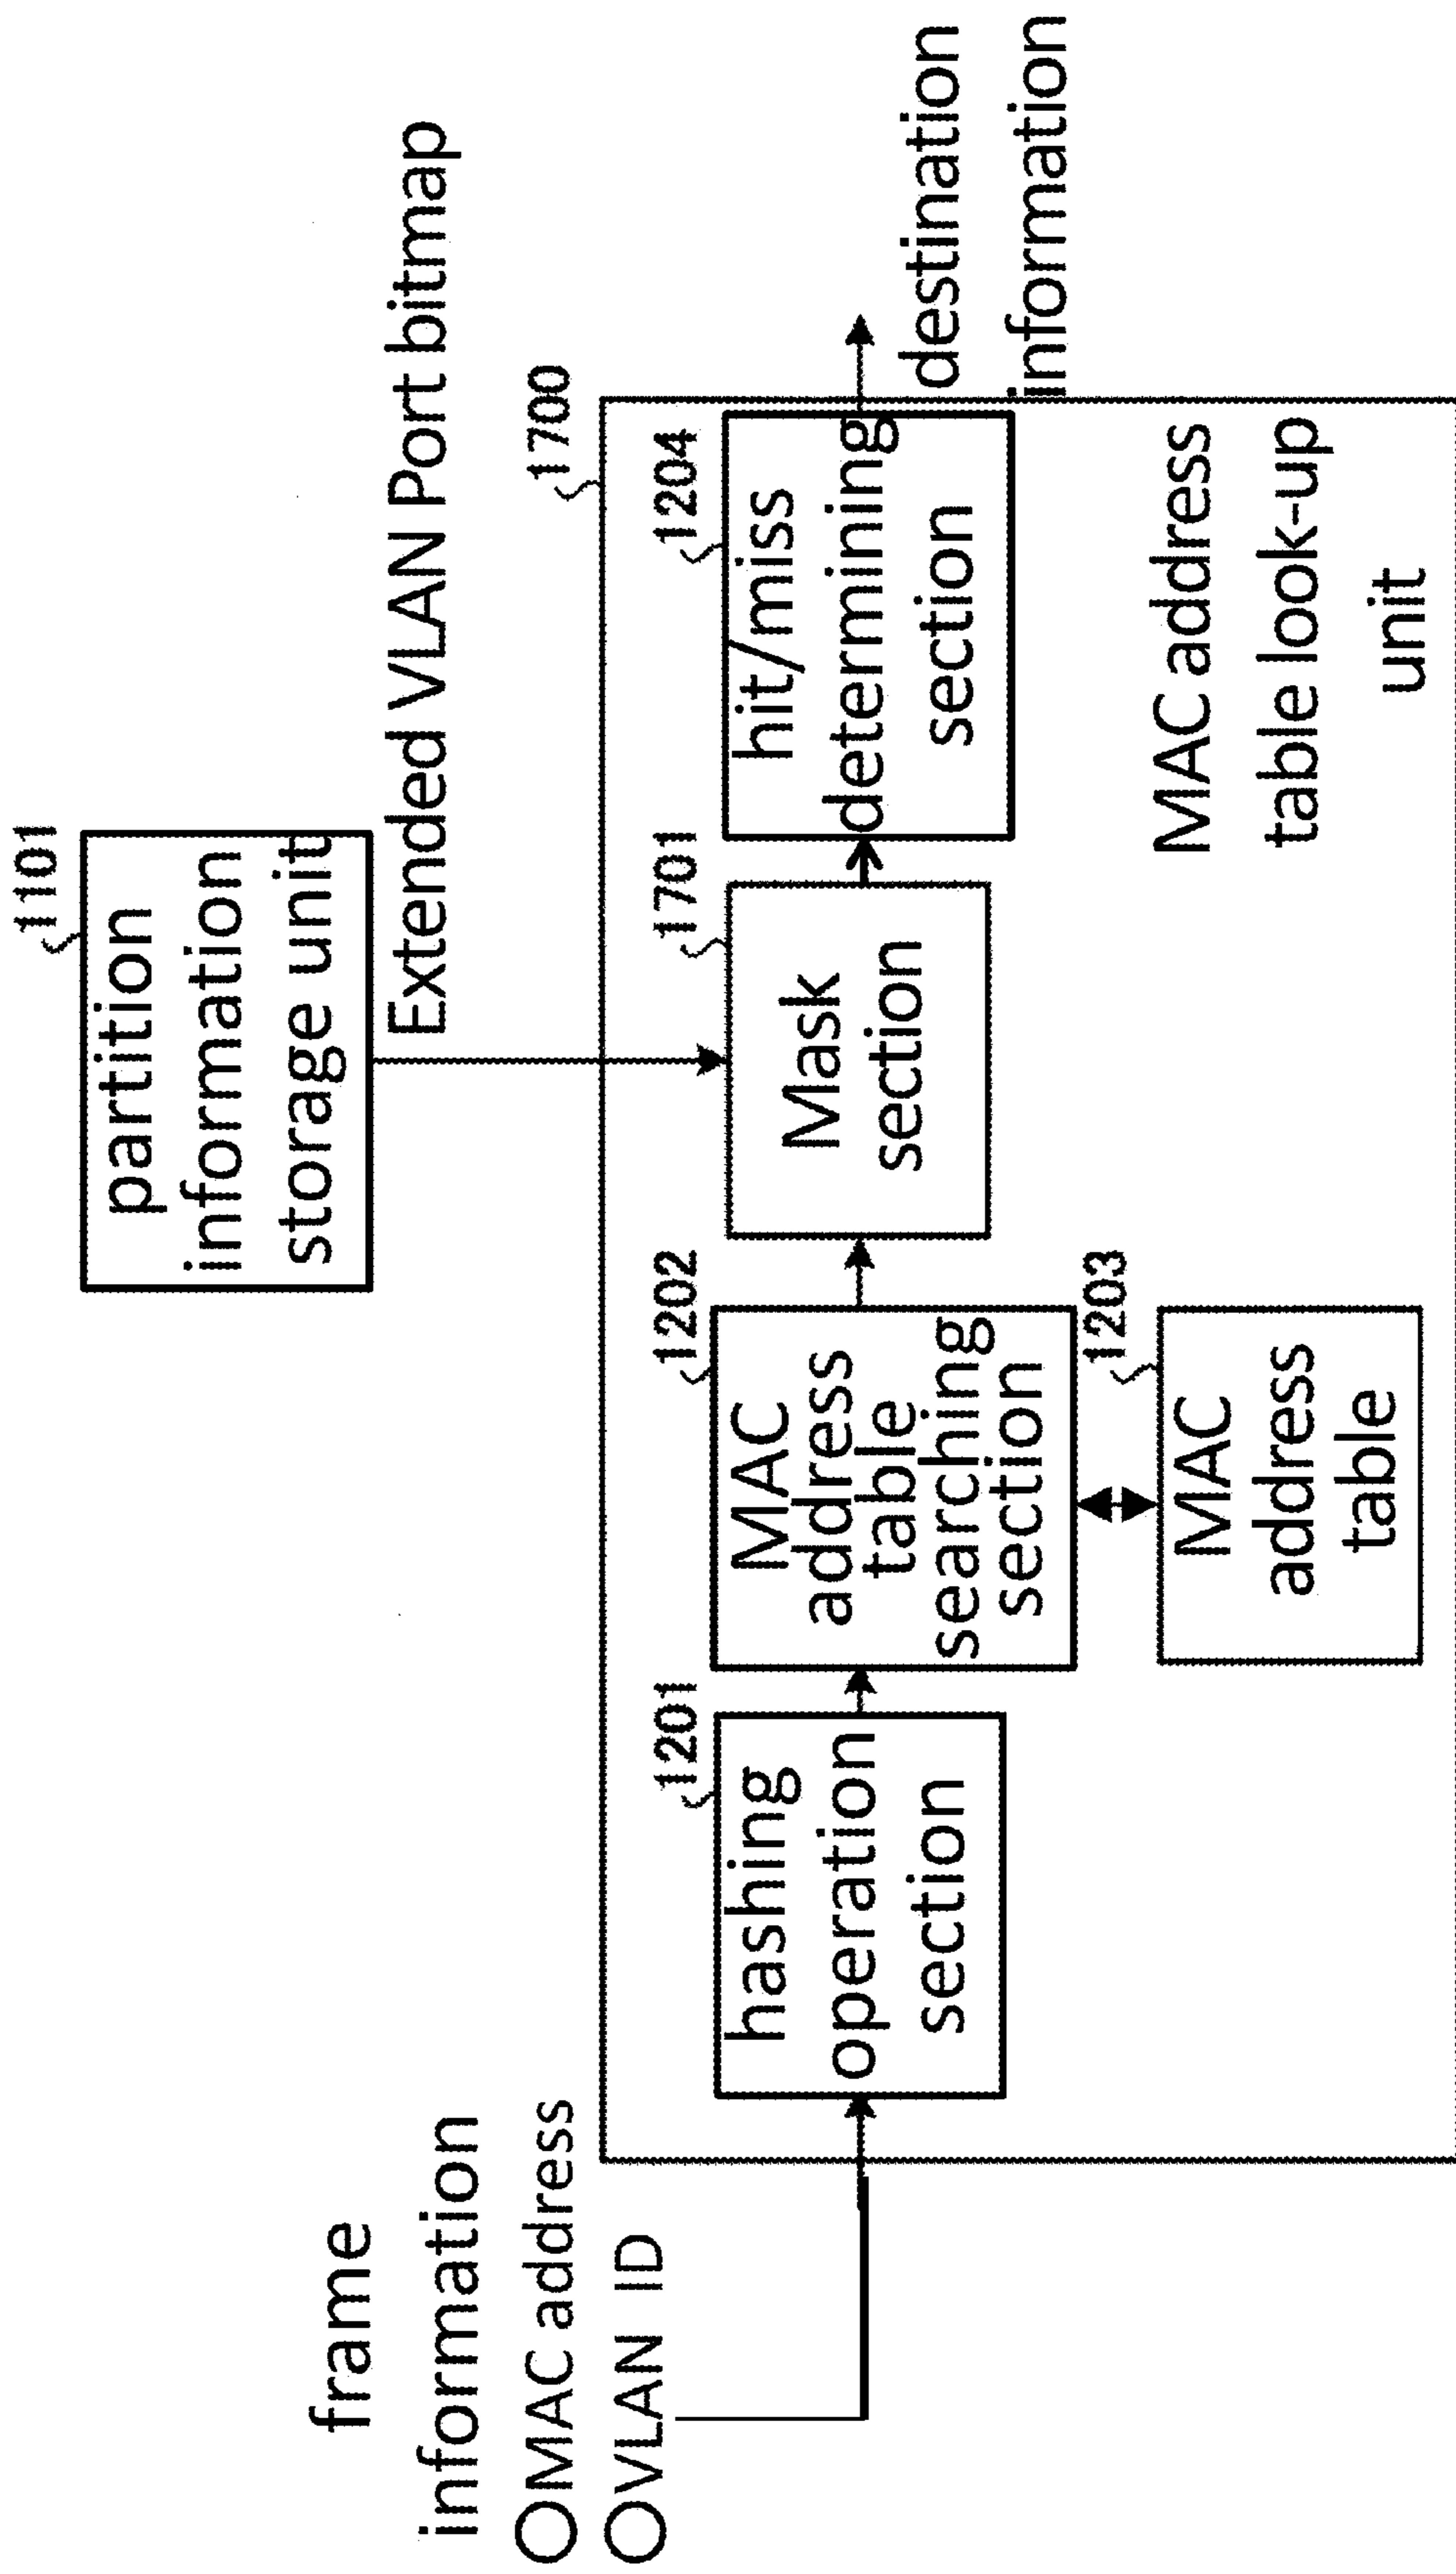 1101
partition
information
storage unit
Extended VLAN Port bitmap
frame
information
○MAC address
○VLAN ID
1700
1201
hashing
operation
section
1202
MAC
address
table
searching
section
1203
MAC
address
table
1701
Mask
section
1204
hit/miss
determining
section
destination
information
MAC address
table look-up
unit